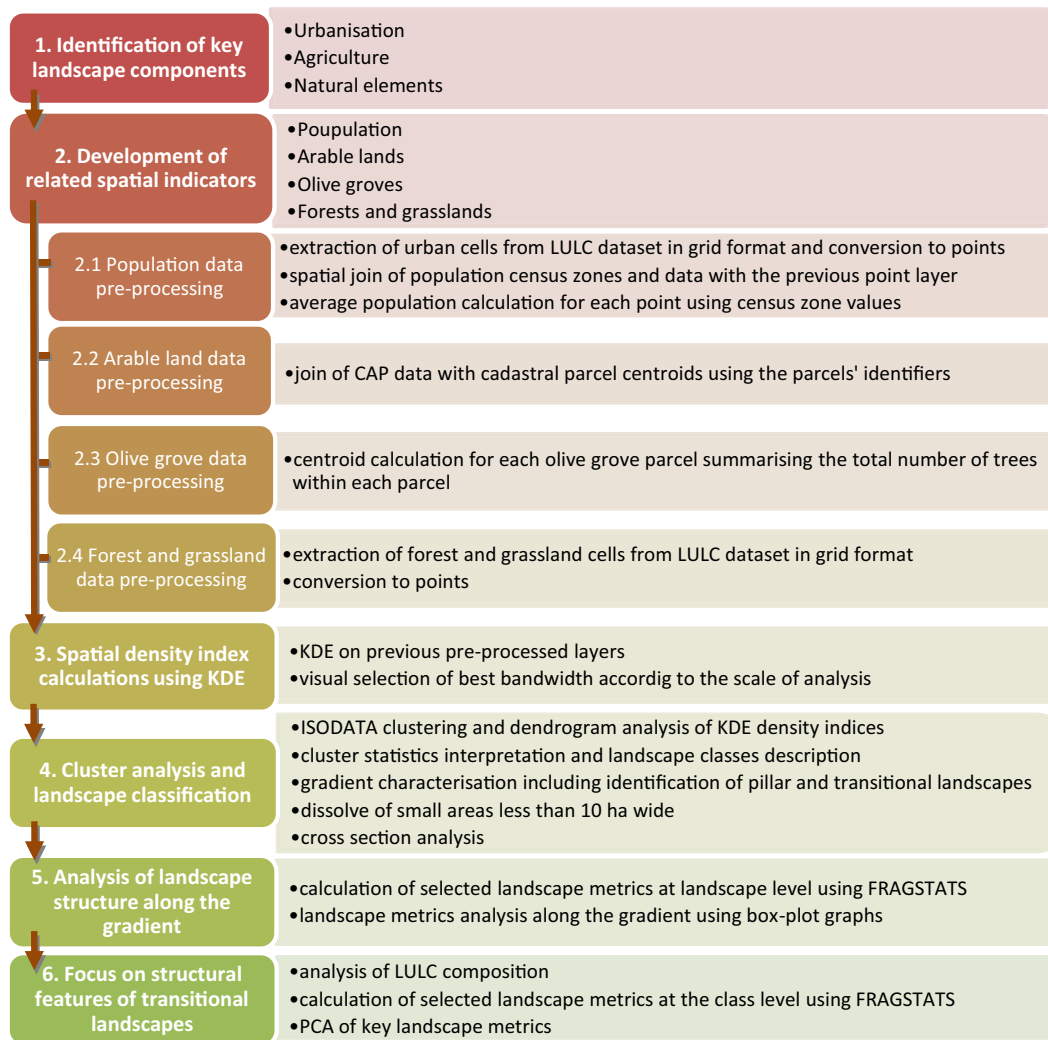 1. Identification of key
landscape components
•Urbanisation
•Agriculture
•Natural elements
2. Development of
related spatial indicators
•Poupulation
•Arable lands
•Olive groves
•Forests and grasslands
2.1 Population data
pre-processing
•extraction of urban cells from LULC dataset in grid format and conversion to points
•spatial join of population census zones and data with the previous point layer
•average population calculation for each point using census zone values
2.2 Arable land data
pre-processing
•join of CAP data with cadastral parcel centroids using the parcels' identifiers
2.3 Olive grove data
pre-processing
•centroid calculation for each olive grove parcel summarising the total number of trees
within each parcel
2.4 Forest and grassland
data pre-processing
•extraction of forest and grassland cells from LULC dataset in grid format
•conversion to points
3. Spatial density index
calculations using KDE
•KDE on previous pre-processed layers
•visual selection of best bandwidth accordig to the scale of analysis
4. Cluster analysis and
landscape classification
•ISODATA clustering and dendrogram analysis of KDE density indices
•cluster statistics interpretation and landscape classes description
•gradient characterisation including identification of pillar and transitional landscapes
•dissolve of small areas less than 10 ha wide
•cross section analysis
5. Analysis of landscape
structure along the
gradient
•calculation of selected landscape metrics at landscape level using FRAGSTATS
•landscape metrics analysis along the gradient using box-plot graphs
6. Focus on structural
features of transitional
landscapes
•analysis of LULC composition
•calculation of selected landscape metrics at the class level using FRAGSTATS
•PCA of key landscape metrics